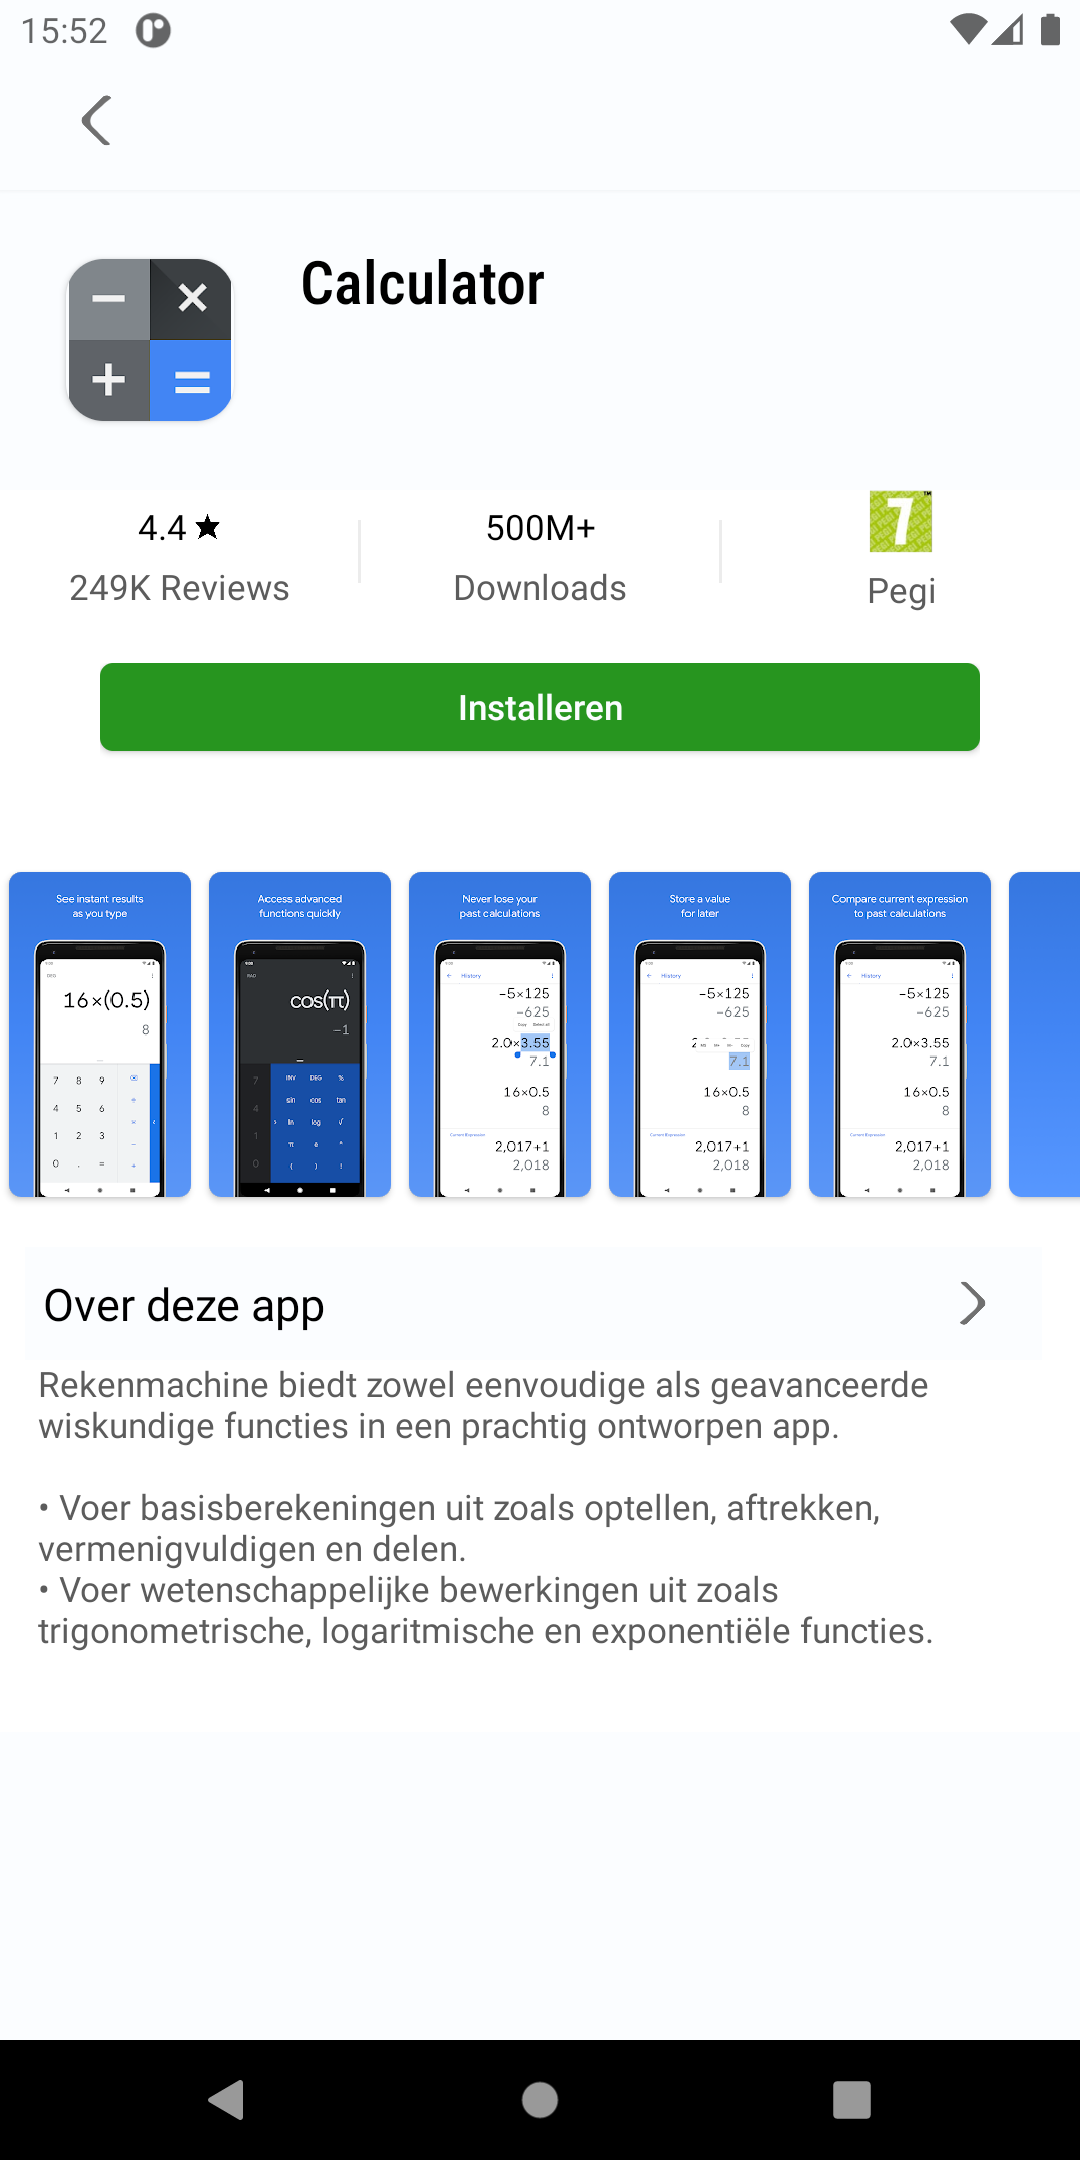 15:52
Calculator
4.4 ★
500M+
7
249K Reviews
Downloads
Pegi
Installeren
See instant results
as you type
16×(0.5)
8
7 8 9
4 5 6
1 2 3
0 . =
Access advanced
functions quickly
cos(π)
−1
INV DEG %
sin cos tan
ln log √
π e ^
( ) !
Never lose your
past calculations
History
−5×125
−625
2.0×3.55
7.1
16×0.5
8
Current Expression
2,017+1
2,018
Store a value
for later
History
−5×125
−625
7.1
16×0.5
8
Current Expression
2,017+1
2,018
Compare current expression
to past calculations
History
−5×125
−625
2.0×3.55
7.1
16×0.5
8
Current Expression
2,017+1
2,018
Over deze app
Rekenmachine biedt zowel eenvoudige als geavanceerde
wiskundige functies in een prachtig ontworpen app.
• Voer basisberekeningen uit zoals optellen, aftrekken,
vermenigvuldigen en delen.
• Voer wetenschappelijke bewerkingen uit zoals
trigonometrische, logaritmische en exponentiële functies.